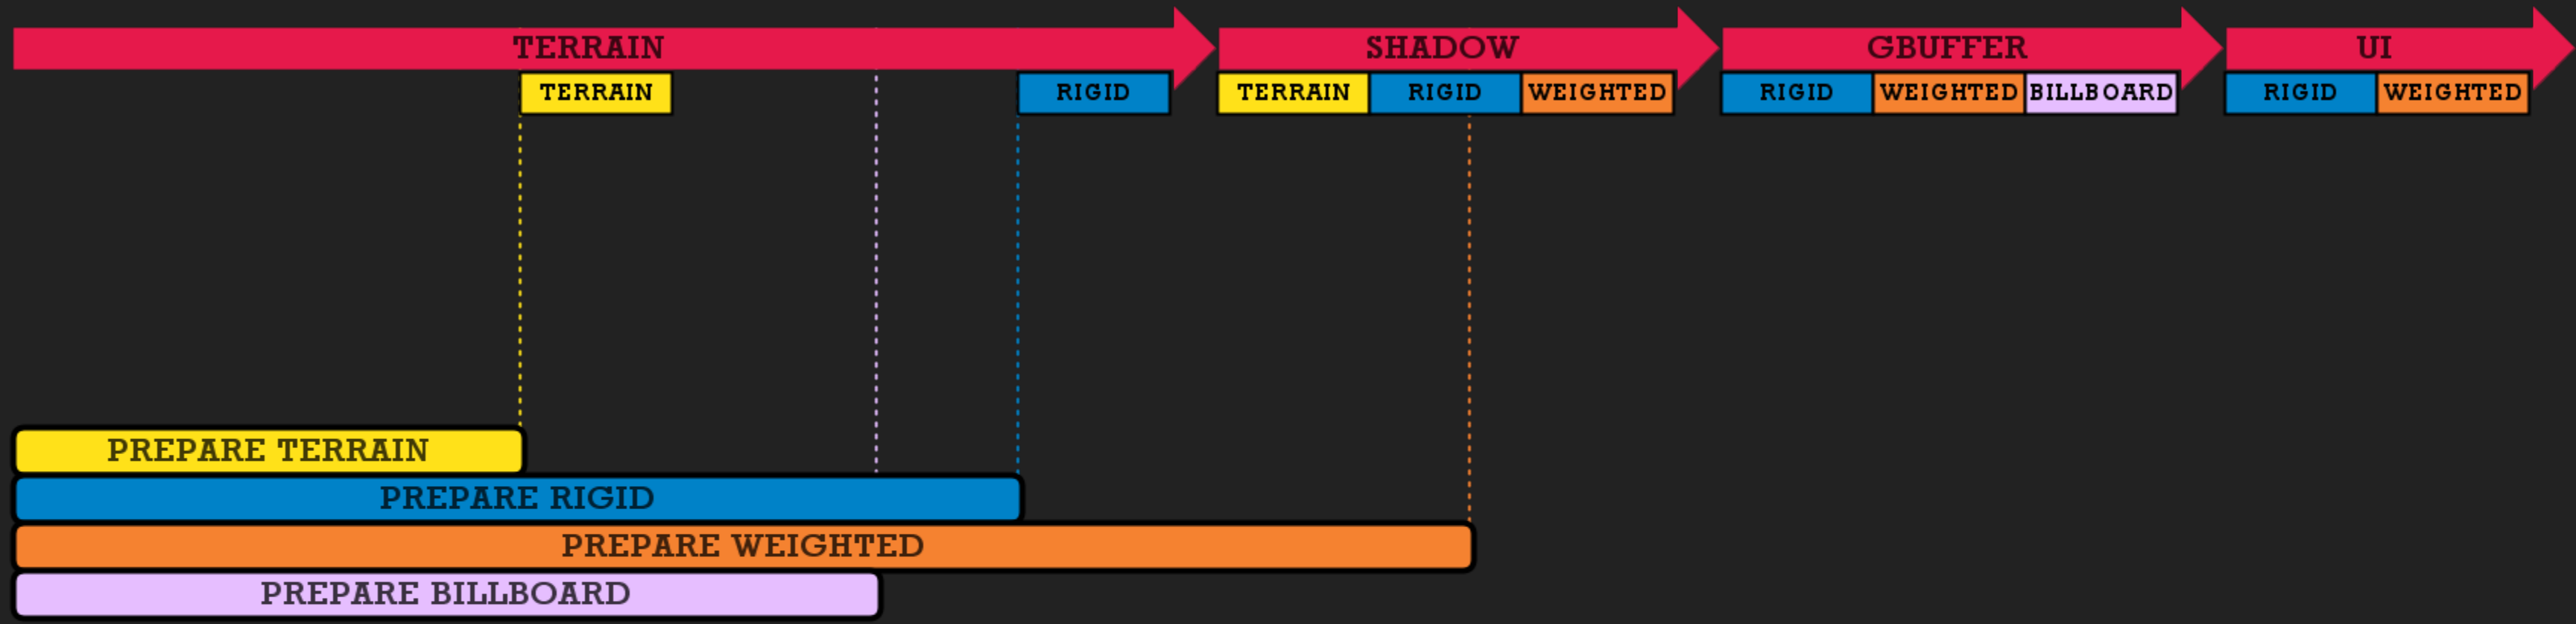 TERRAIN SHADOW GBUFFER UI
TERRAIN RIGID TERRAIN RIGID WEIGHTED RIGID WEIGHTED BILLBOARD RIGID WEIGHTED
PREPARE TERRAIN
PREPARE RIGID
PREPARE WEIGHTED
PREPARE BILLBOARD